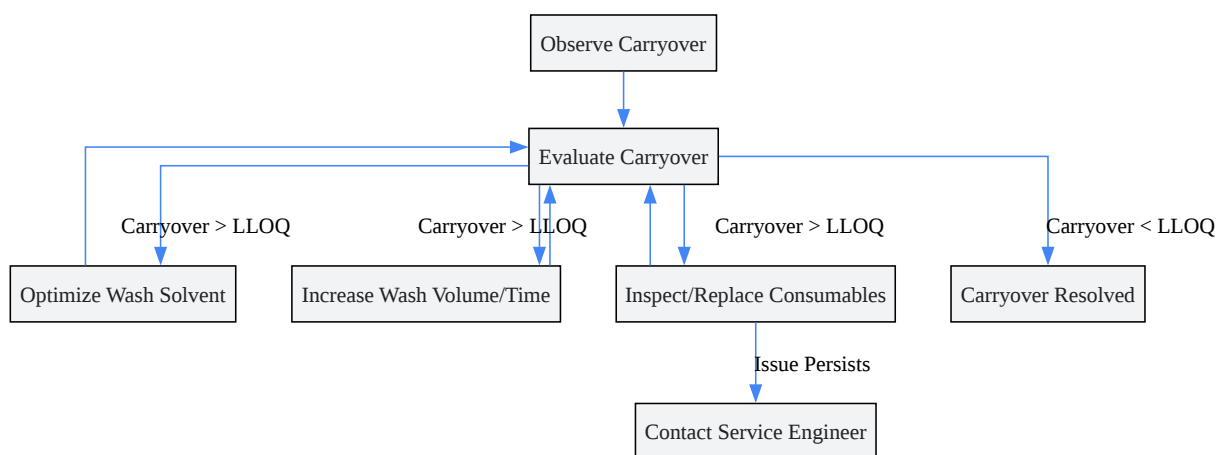 Observe Carryover
Evaluate Carryover
Carryover > LLOQ
Carryover > LLOQ
Carryover > LLOQ
Carryover < LLOQ
Optimize Wash Solvent
Increase Wash Volume/Time
Inspect/Replace Consumables
Carryover Resolved
Issue Persists
Contact Service Engineer